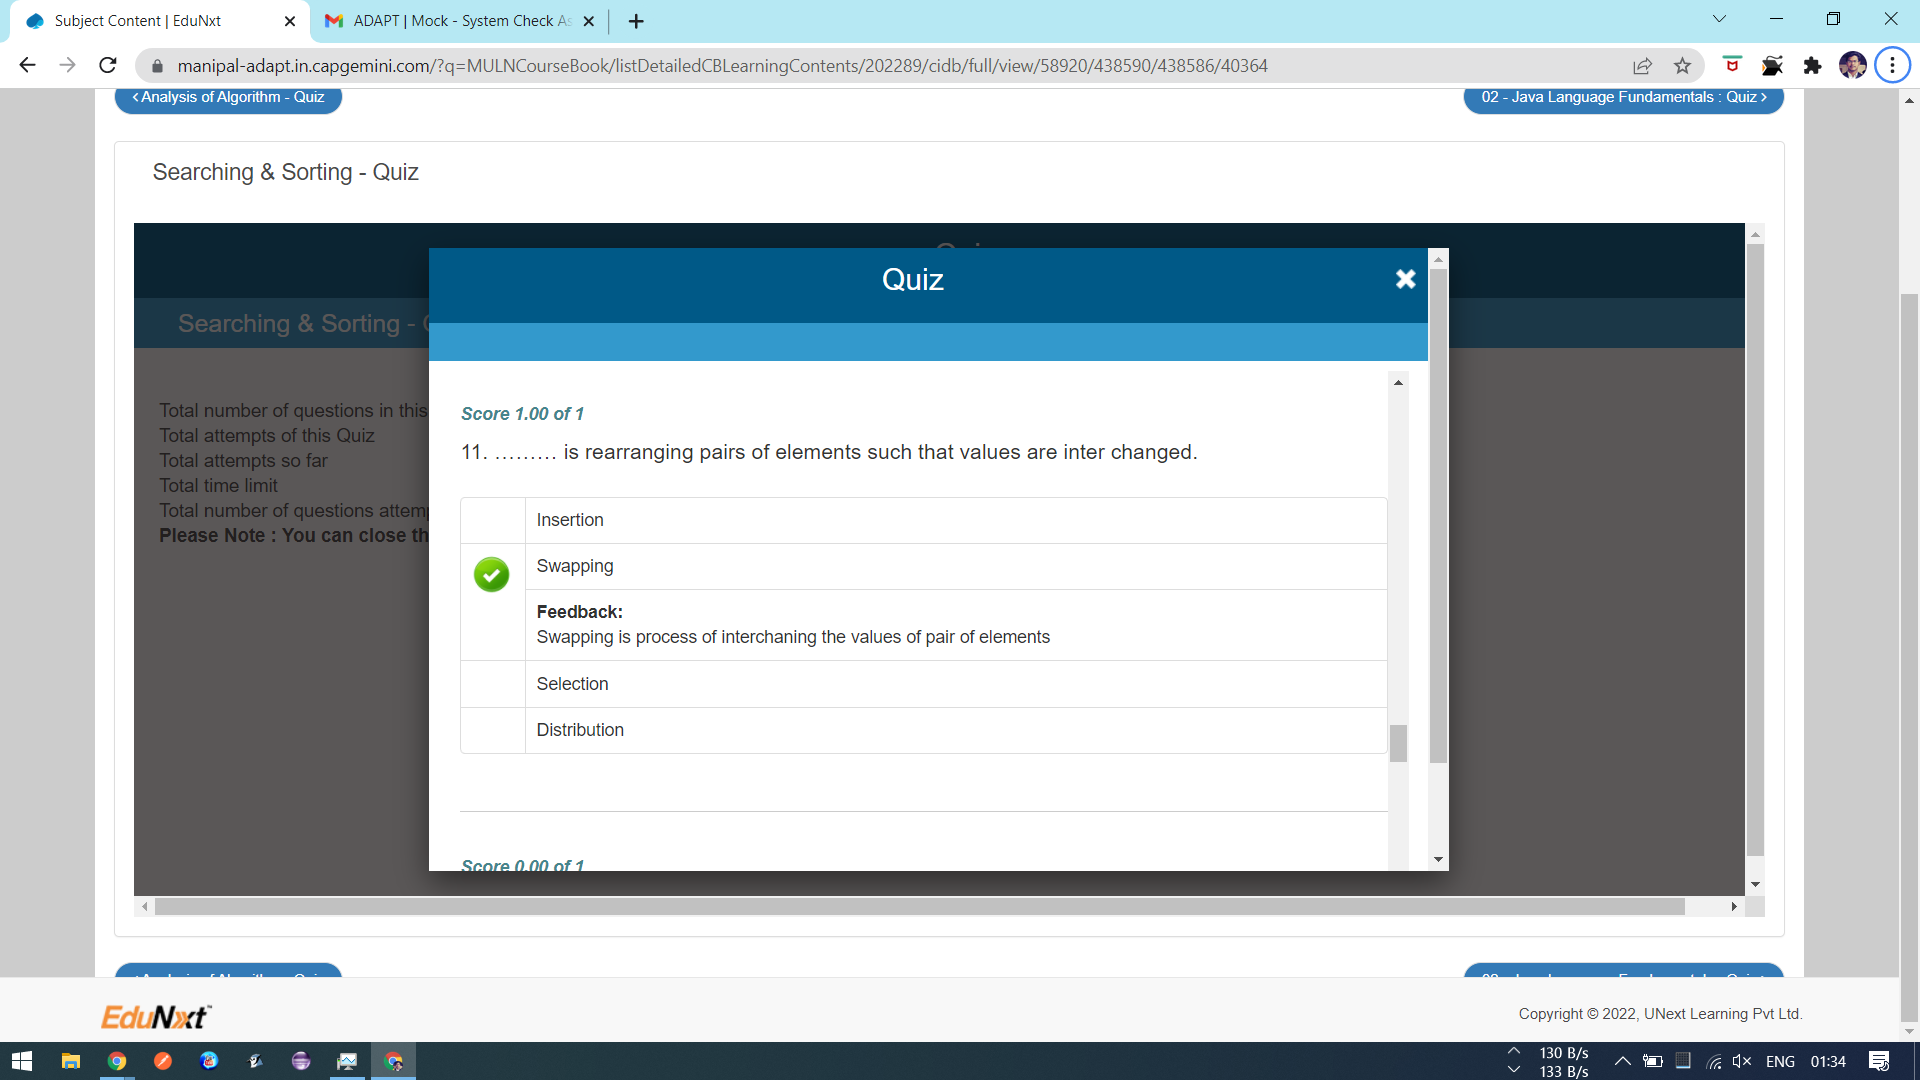 Subject Content | EduNxt
ADAPT | Mock - System Check As
manipal-adapt.in.capgemini.com/?q=MULNCourseBook/listDetailedCBLearningContents/202289/cidb/full/view/58920/438590/438586/40364
Analysis of Algorithm - Quiz
02 - Java Language Fundamentals : Quiz
Searching & Sorting - Quiz
Quiz
Searching & Sorting -
Total number of questions in this
Total attempts of this Quiz
Total attempts so far
Total time limit
Total number of questions attem
Please Note : You can close th
Score 1.00 of 1
11. ......... is rearranging pairs of elements such that values are inter changed.
Insertion
Swapping
Feedback:
Swapping is process of interchaning the values of pair of elements
Selection
Distribution
Score 0.00 of 1
EduNxt
Copyright © 2022, UNext Learning Pvt Ltd.
130 B/s
133 B/s
ENG
01:34